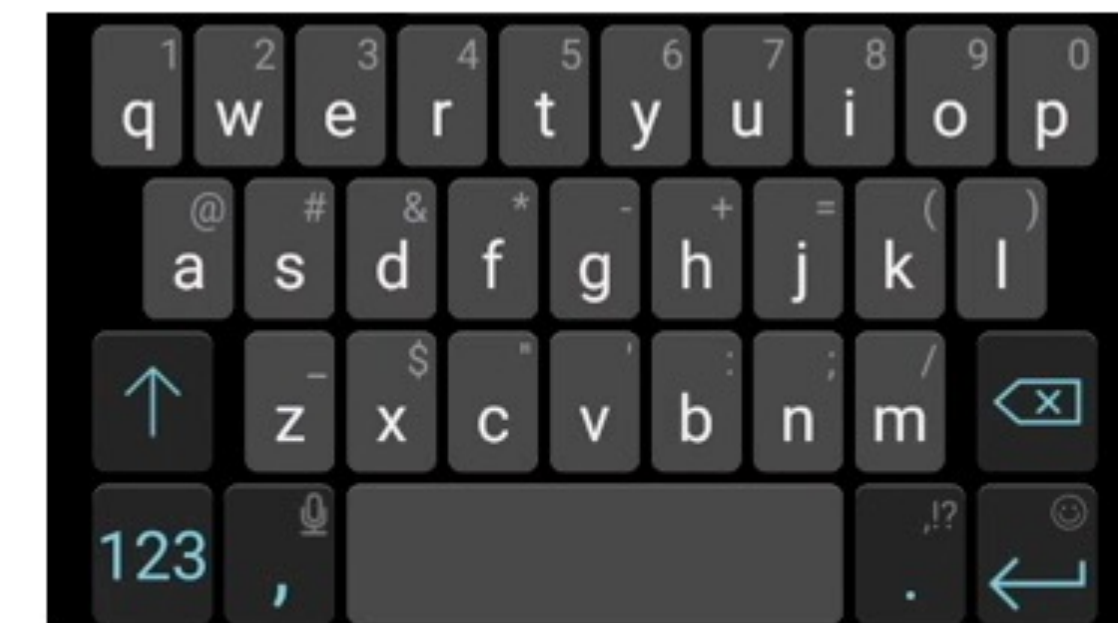 1 2 3 4 5 6 7 8 9 0
q w e r t y u i o p
@ # & * - + = ( )
a s d f g h j k l
_ $ " ' : ; /
z x c v b n m
,!?
123 , .